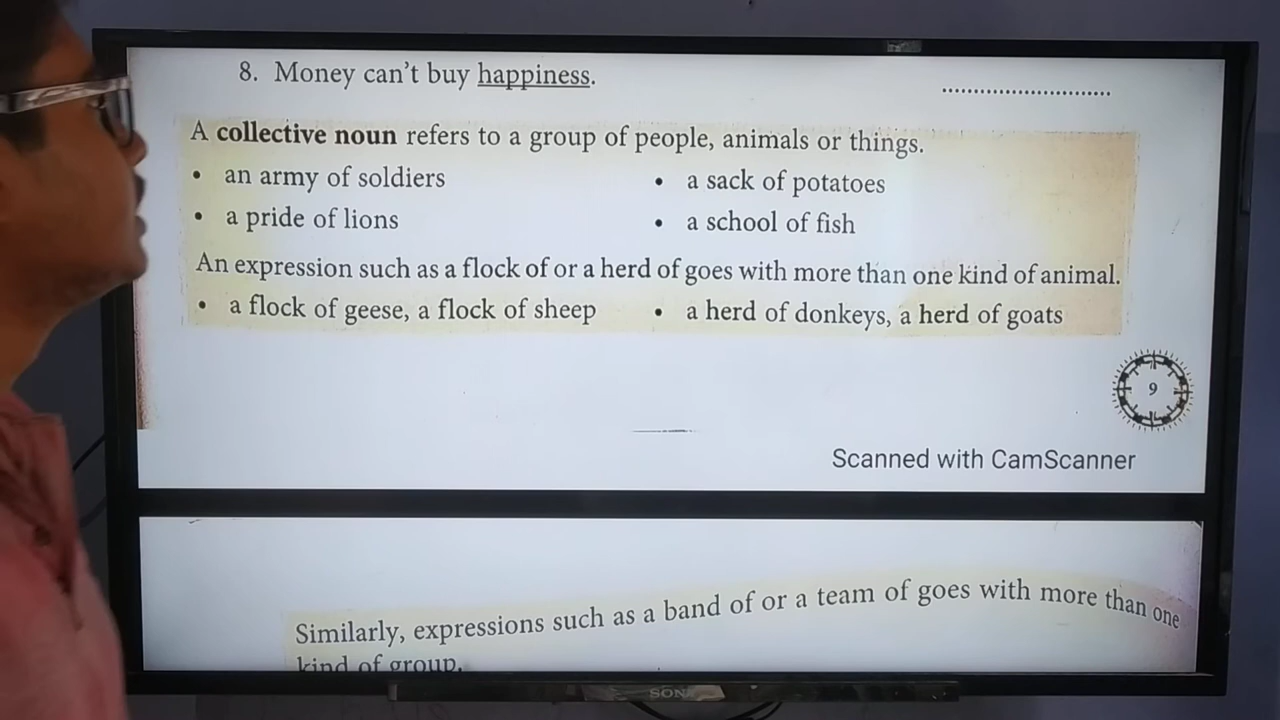 8. Money can't buy happiness. ............................
A collective noun refers to a group of people, animals or things.
• an army of soldiers • a sack of potatoes
• a pride of lions • a school of fish
An expression such as a flock of or a herd of goes with more than one kind of animal.
• a flock of geese, a flock of sheep • a herd of donkeys, a herd of goats
9
Scanned with CamScanner
Similarly, expressions such as a band of or a team of goes with more than one
kind of group.
SONY